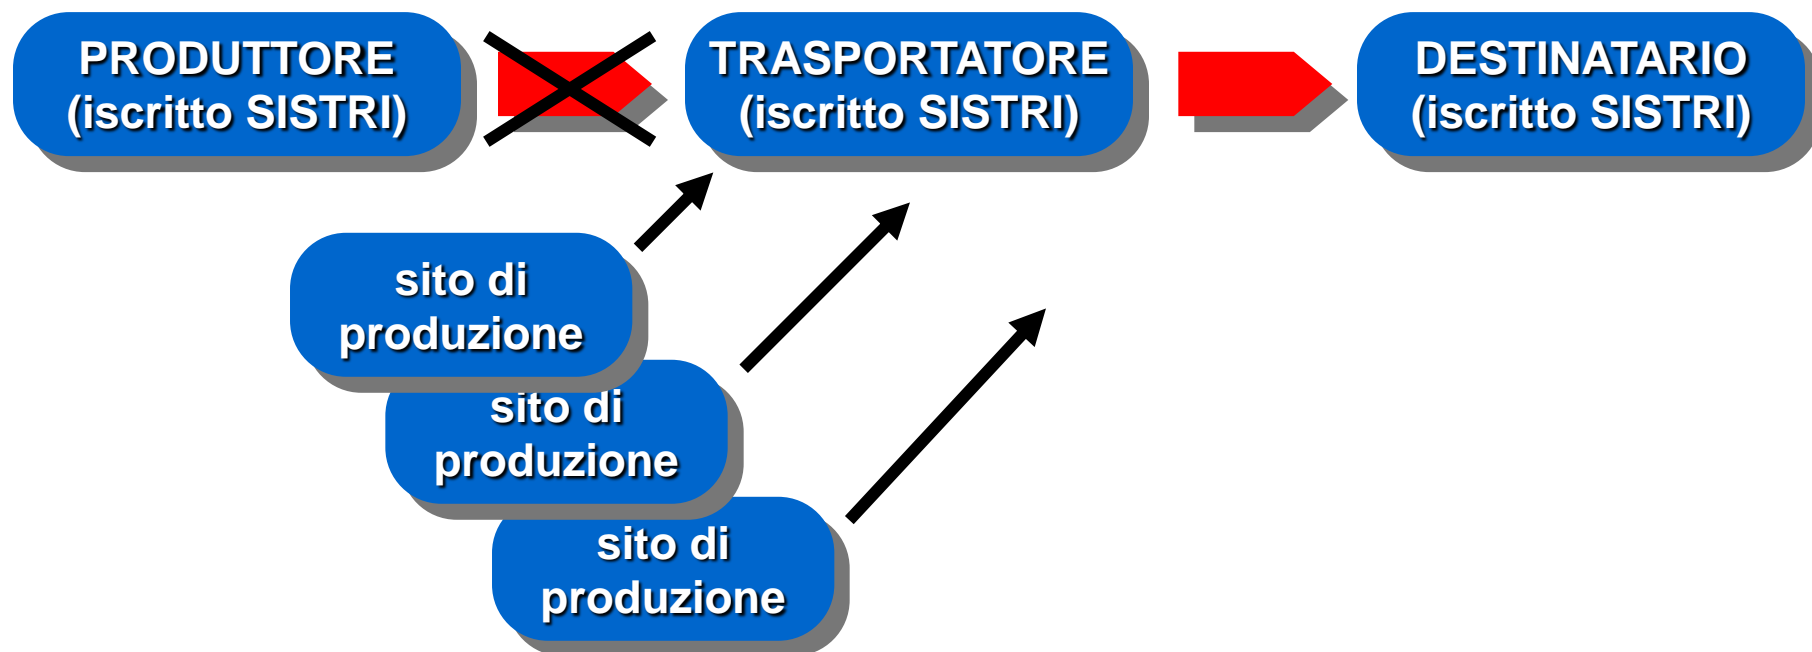 PRODUTTORE
(iscritto SISTRI)
TRASPORTATORE
(iscritto SISTRI)
DESTINATARIO
(iscritto SISTRI)
sito di
produzione
sito di
produzione
sito di
produzione